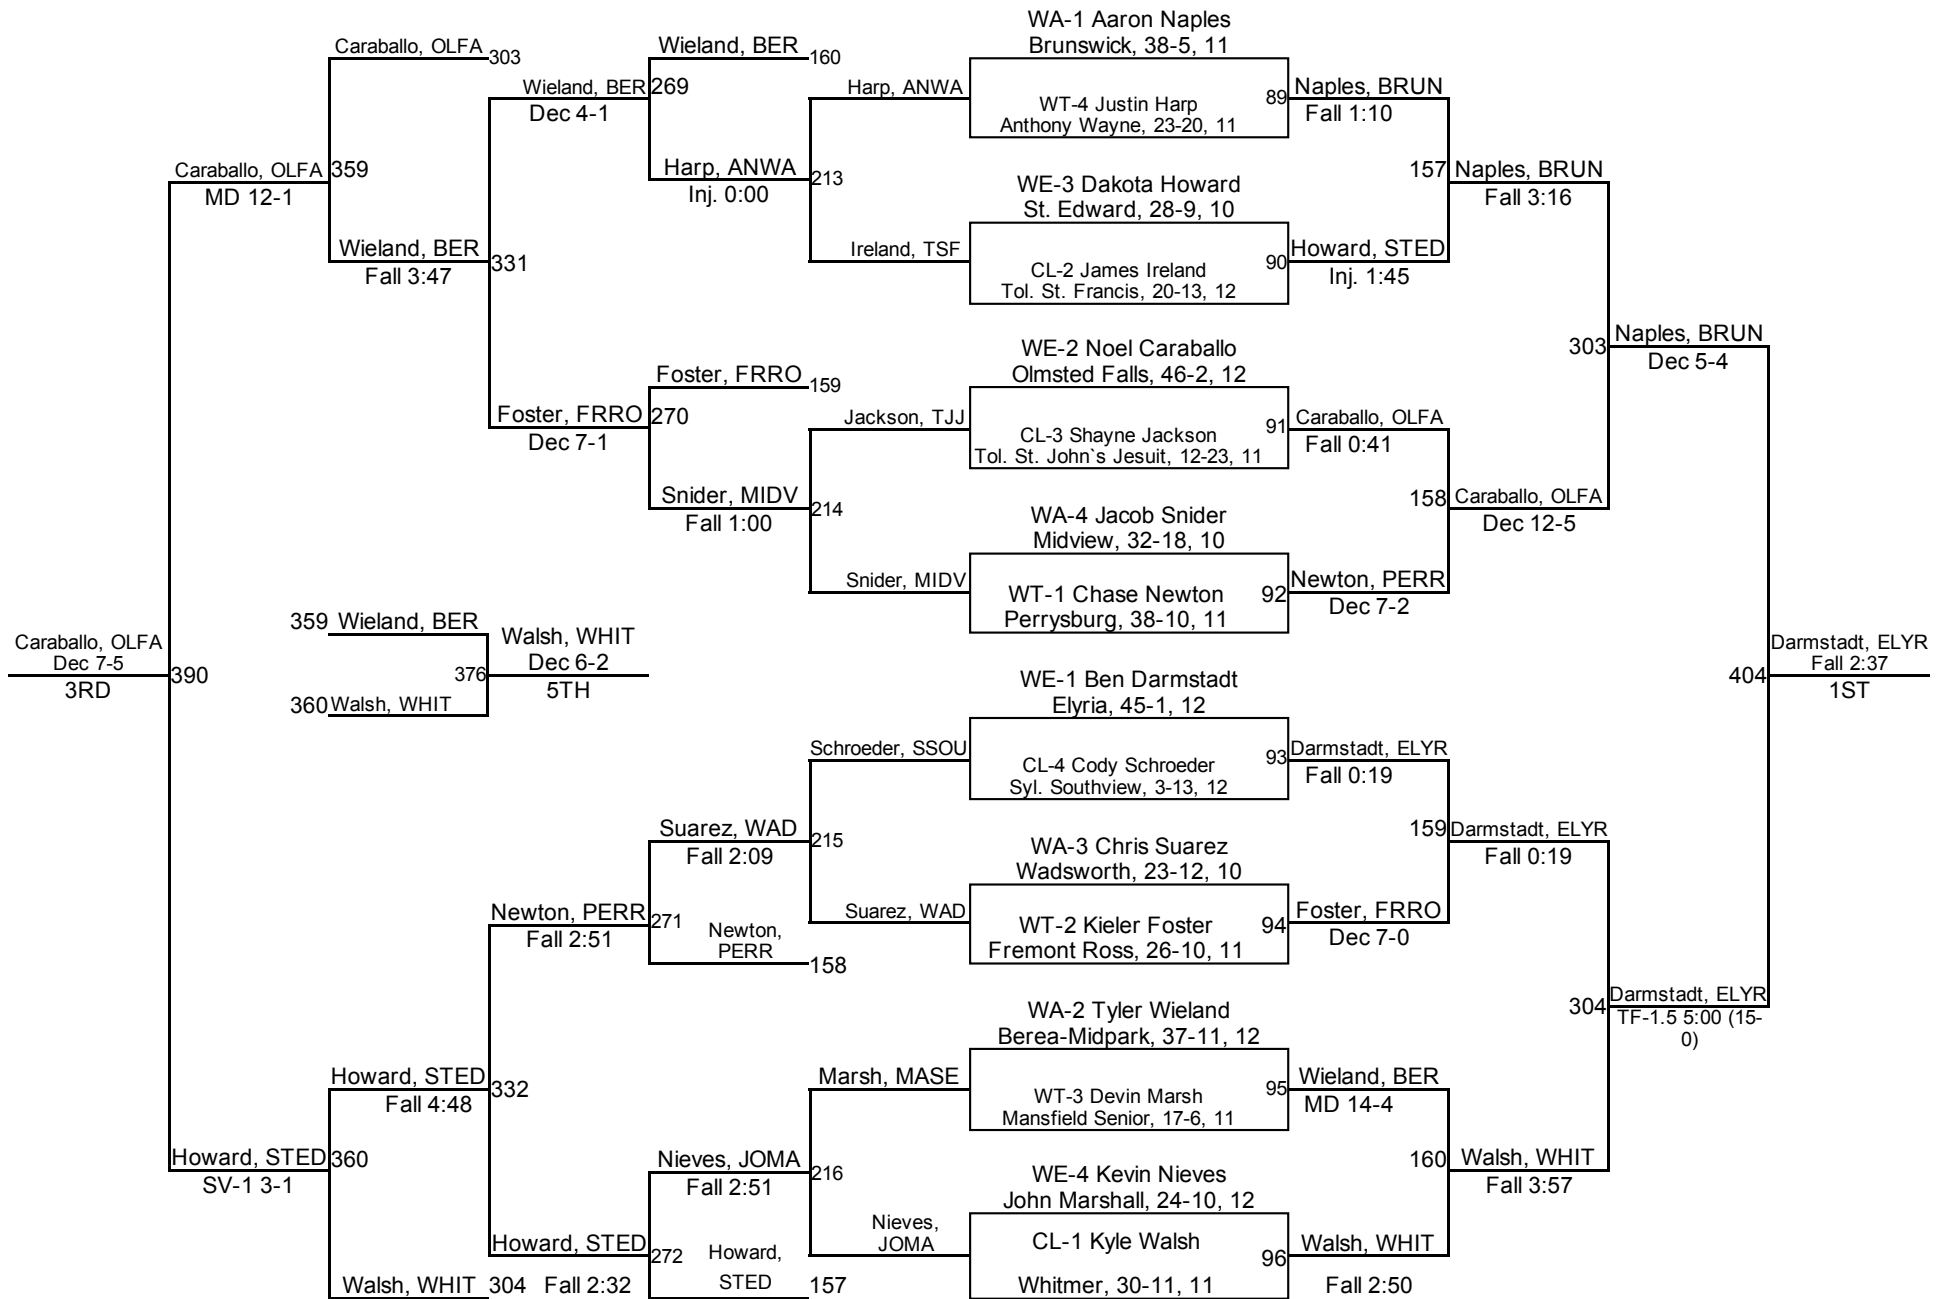 WA-1 Aaron Naples
Brunswick, 38-5, 11
Caraballo, OLFA
303
Wieland, BER
160
Wieland, BER
269
Dec 4-1
Harp, ANWA
WT-4 Justin Harp
Anthony Wayne, 23-20, 11
89
Naples, BRUN
Fall 1:10
Caraballo, OLFA
359
MD 12-1
Harp, ANWA
213
Inj. 0:00
WE-3 Dakota Howard
St. Edward, 28-9, 10
157
Naples, BRUN
Fall 3:16
Wieland, BER
331
Fall 3:47
Ireland, TSF
CL-2 James Ireland
Tol. St. Francis, 20-13, 12
90
Howard, STED
Inj. 1:45
WE-2 Noel Caraballo
Olmsted Falls, 46-2, 12
303
Naples, BRUN
Dec 5-4
Foster, FRRO
159
Foster, FRRO
270
Dec 7-1
Jackson, TJJ
CL-3 Shayne Jackson
Tol. St. John`s Jesuit, 12-23, 11
91
Caraballo, OLFA
Fall 0:41
Snider, MIDV
214
Fall 1:00
WA-4 Jacob Snider
Midview, 32-18, 10
158
Caraballo, OLFA
Dec 12-5
Snider, MIDV
WT-1 Chase Newton
Perrysburg, 38-10, 11
92
Newton, PERR
Dec 7-2
Caraballo, OLFA
Dec 7-5
3RD
390
359
Wieland, BER
360
Walsh, WHIT
376
Walsh, WHIT
Dec 6-2
5TH
WE-1 Ben Darmstadt
Elyria, 45-1, 12
404
Darmstadt, ELYR
Fall 2:37
1ST
Schroeder, SSOU
CL-4 Cody Schroeder
Syl. Southview, 3-13, 12
93
Darmstadt, ELYR
Fall 0:19
Suarez, WAD
215
Fall 2:09
WA-3 Chris Suarez
Wadsworth, 23-12, 10
159
Darmstadt, ELYR
Fall 0:19
Newton, PERR
271
Fall 2:51
Newton,
PERR
158
Suarez, WAD
WT-2 Kieler Foster
Fremont Ross, 26-10, 11
94
Foster, FRRO
Dec 7-0
WA-2 Tyler Wieland
Berea-Midpark, 37-11, 12
304
Darmstadt, ELYR
TF-1.5 5:00 (15-
0)
Howard, STED
332
Fall 4:48
Marsh, MASE
WT-3 Devin Marsh
Mansfield Senior, 17-6, 11
95
Wieland, BER
MD 14-4
Howard, STED
360
SV-1 3-1
Nieves, JOMA
216
Fall 2:51
WE-4 Kevin Nieves
John Marshall, 24-10, 12
160
Walsh, WHIT
Fall 3:57
Howard, STED
272
Fall 2:32
Howard,
STED
157
Nieves,
JOMA
CL-1 Kyle Walsh
Whitmer, 30-11, 11
96
Walsh, WHIT
Fall 2:50
Walsh, WHIT
304